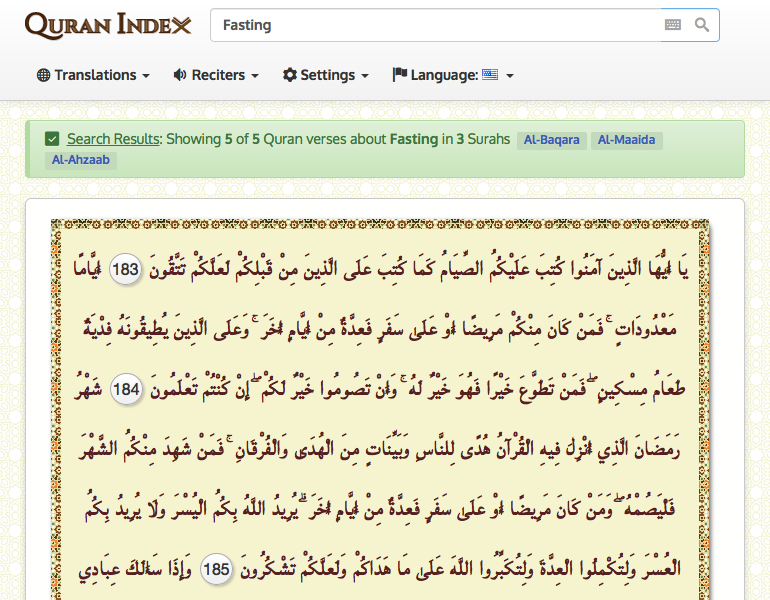 QURAN INDEX
Fasting
Translations Reciters Settings Language:
Search Results: Showing 5 of 5 Quran verses about Fasting in 3 Surahs Al-Baqara Al-Maaida
Al-Ahzaab
يَا أَيُّهَا الَّذِينَ آمَنُوا كُتِبَ عَلَيْكُمُ الصِّيَامُ كَمَا كُتِبَ عَلَى الَّذِينَ مِنْ قَبْلِكُمْ لَعَلَّكُمْ تَتَّقُونَ 183 أَيَّامًا
مَعْدُودَاتٍ ۚ فَمَنْ كَانَ مِنْكُمْ مَرِيضًا أَوْ عَلَىٰ سَفَرٍ فَعِدَّةٌ مِنْ أَيَّامٍ أُخَرَ ۚ وَعَلَى الَّذِينَ يُطِيقُونَهُ فِدْيَةٌ
طَعَامُ مِسْكِينٍ ۖ فَمَنْ تَطَوَّعَ خَيْرًا فَهُوَ خَيْرٌ لَهُ ۚ وَأَنْ تَصُومُوا خَيْرٌ لَكُمْ ۖ إِنْ كُنْتُمْ تَعْلَمُونَ 184 شَهْرُ
رَمَضَانَ الَّذِي أُنْزِلَ فِيهِ الْقُرْآنُ هُدًى لِلنَّاسِ وَبَيِّنَاتٍ مِنَ الْهُدَىٰ وَالْفُرْقَانِ ۚ فَمَنْ شَهِدَ مِنْكُمُ الشَّهْرَ
فَلْيَصُمْهُ ۖ وَمَنْ كَانَ مَرِيضًا أَوْ عَلَىٰ سَفَرٍ فَعِدَّةٌ مِنْ أَيَّامٍ أُخَرَ ۗ يُرِيدُ اللَّهُ بِكُمُ الْيُسْرَ وَلَا يُرِيدُ بِكُمُ
الْعُسْرَ وَلِتُكْمِلُوا الْعِدَّةَ وَلِتُكَبِّرُوا اللَّهَ عَلَىٰ مَا هَدَاكُمْ وَلَعَلَّكُمْ تَشْكُرُونَ 185 وَإِذَا سَأَلَكَ عِبَادِي